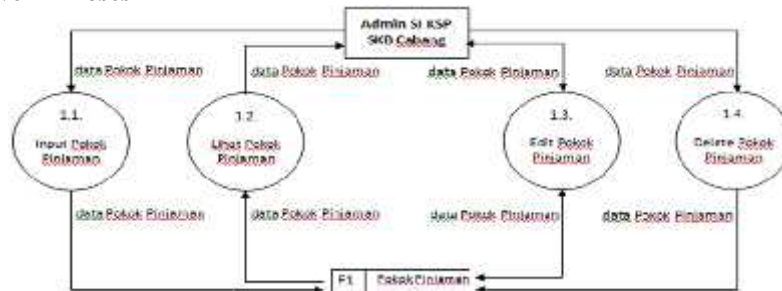 Admin SI KSP
SKB Cabang
data Pokok Pinjaman
data Pokok Pinjaman
data Pokok Pinjaman
data Pokok Pinjaman
1.1.
Input Pokok
Pinjaman
1.2.
Lihat Pokok
Pinjaman
1.3.
Edit Pokok
Pinjaman
1.4.
Delete Pokok
Pinjaman
data Pokok Pinjaman
data Pokok Pinjaman
data Pokok Pinjaman
data Pokok Pinjaman
F1 Pokok Pinjaman